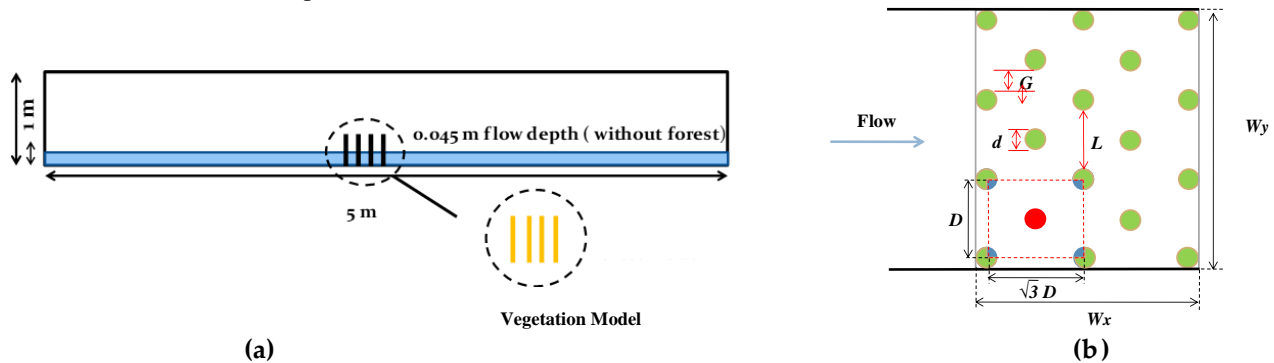 1 m
0.045 m flow depth ( without forest)
5 m
Vegetation Model
(a)
Flow
G
d
L
D
√3 D
Wx
Wy
(b)